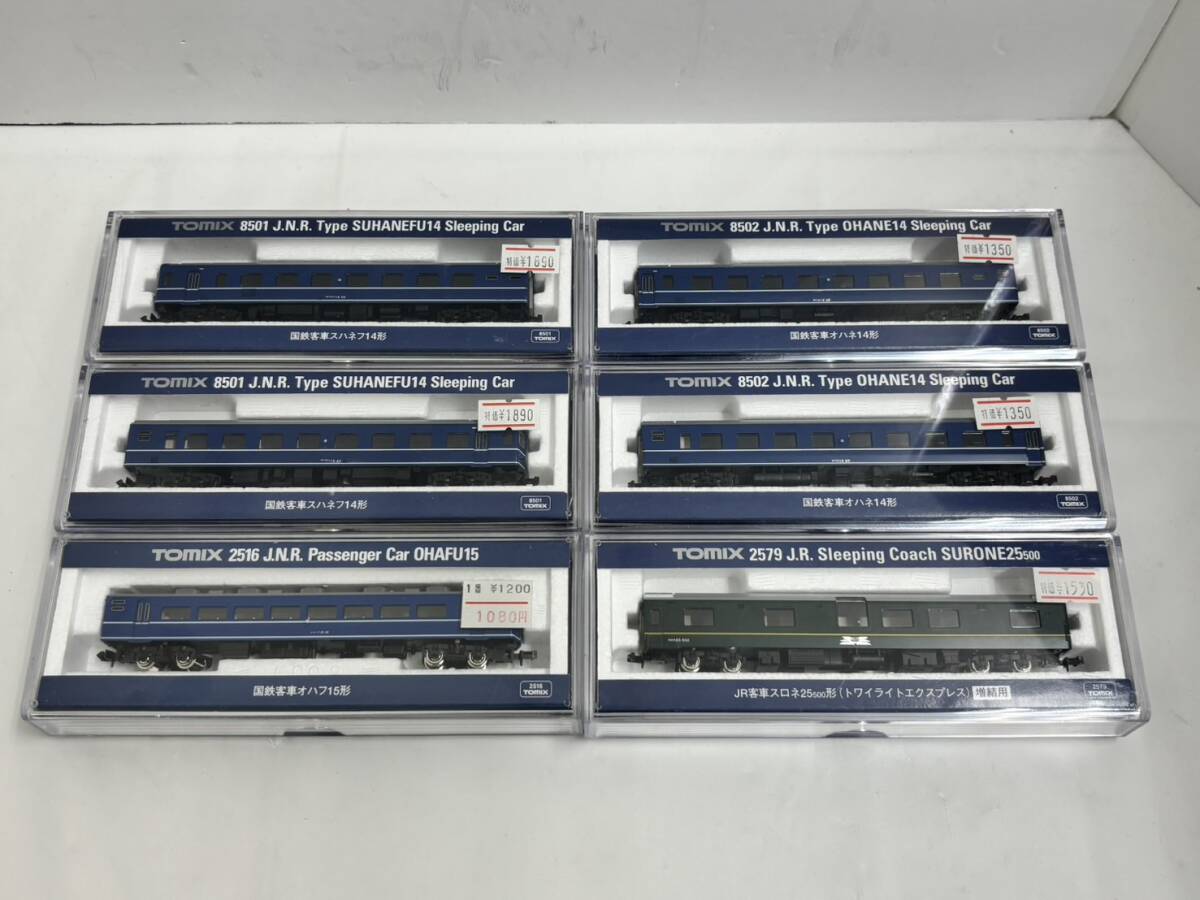 TOMIX 8501 J.N.R. Type SUHANEFU14 Sleeping Car
特価¥1890
国鉄客車スハネフ14形
8501
TOMIX
TOMIX 8502 J.N.R. Type OHANE14 Sleeping Car
特価¥1350
国鉄客車オハネ14形
8502
TOMIX
TOMIX 8501 J.N.R. Type SUHANEFU14 Sleeping Car
特価¥1890
国鉄客車スハネフ14形
8501
TOMIX
TOMIX 8502 J.N.R. Type OHANE14 Sleeping Car
特価¥1350
国鉄客車オハネ14形
8502
TOMIX
TOMIX 2516 J.N.R. Passenger Car OHAFU15
1番 ¥1200
1080円
国鉄客車オハフ15形
2516
TOMIX
TOMIX 2579 J.R. Sleeping Coach SURONE25500
特価¥1530
JR客車スロネ25500形(トワイライトエクスプレス) 増結用
2579
TOMIX